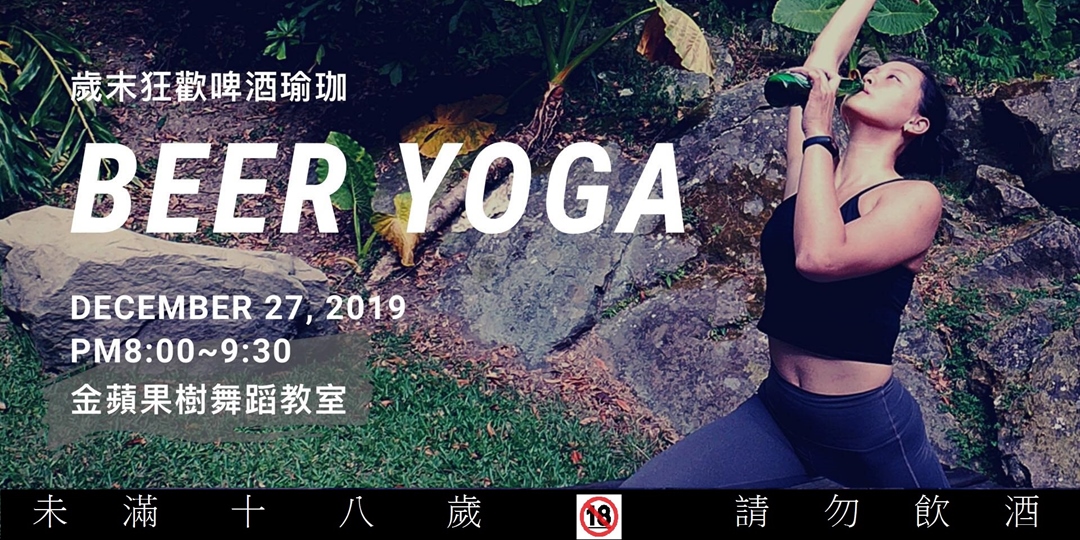 歲末狂歡啤酒瑜珈
BEER YOGA
DECEMBER 27, 2019
PM8:00~9:30
金蘋果樹舞蹈教室
未滿十八歲 18 請勿飲酒